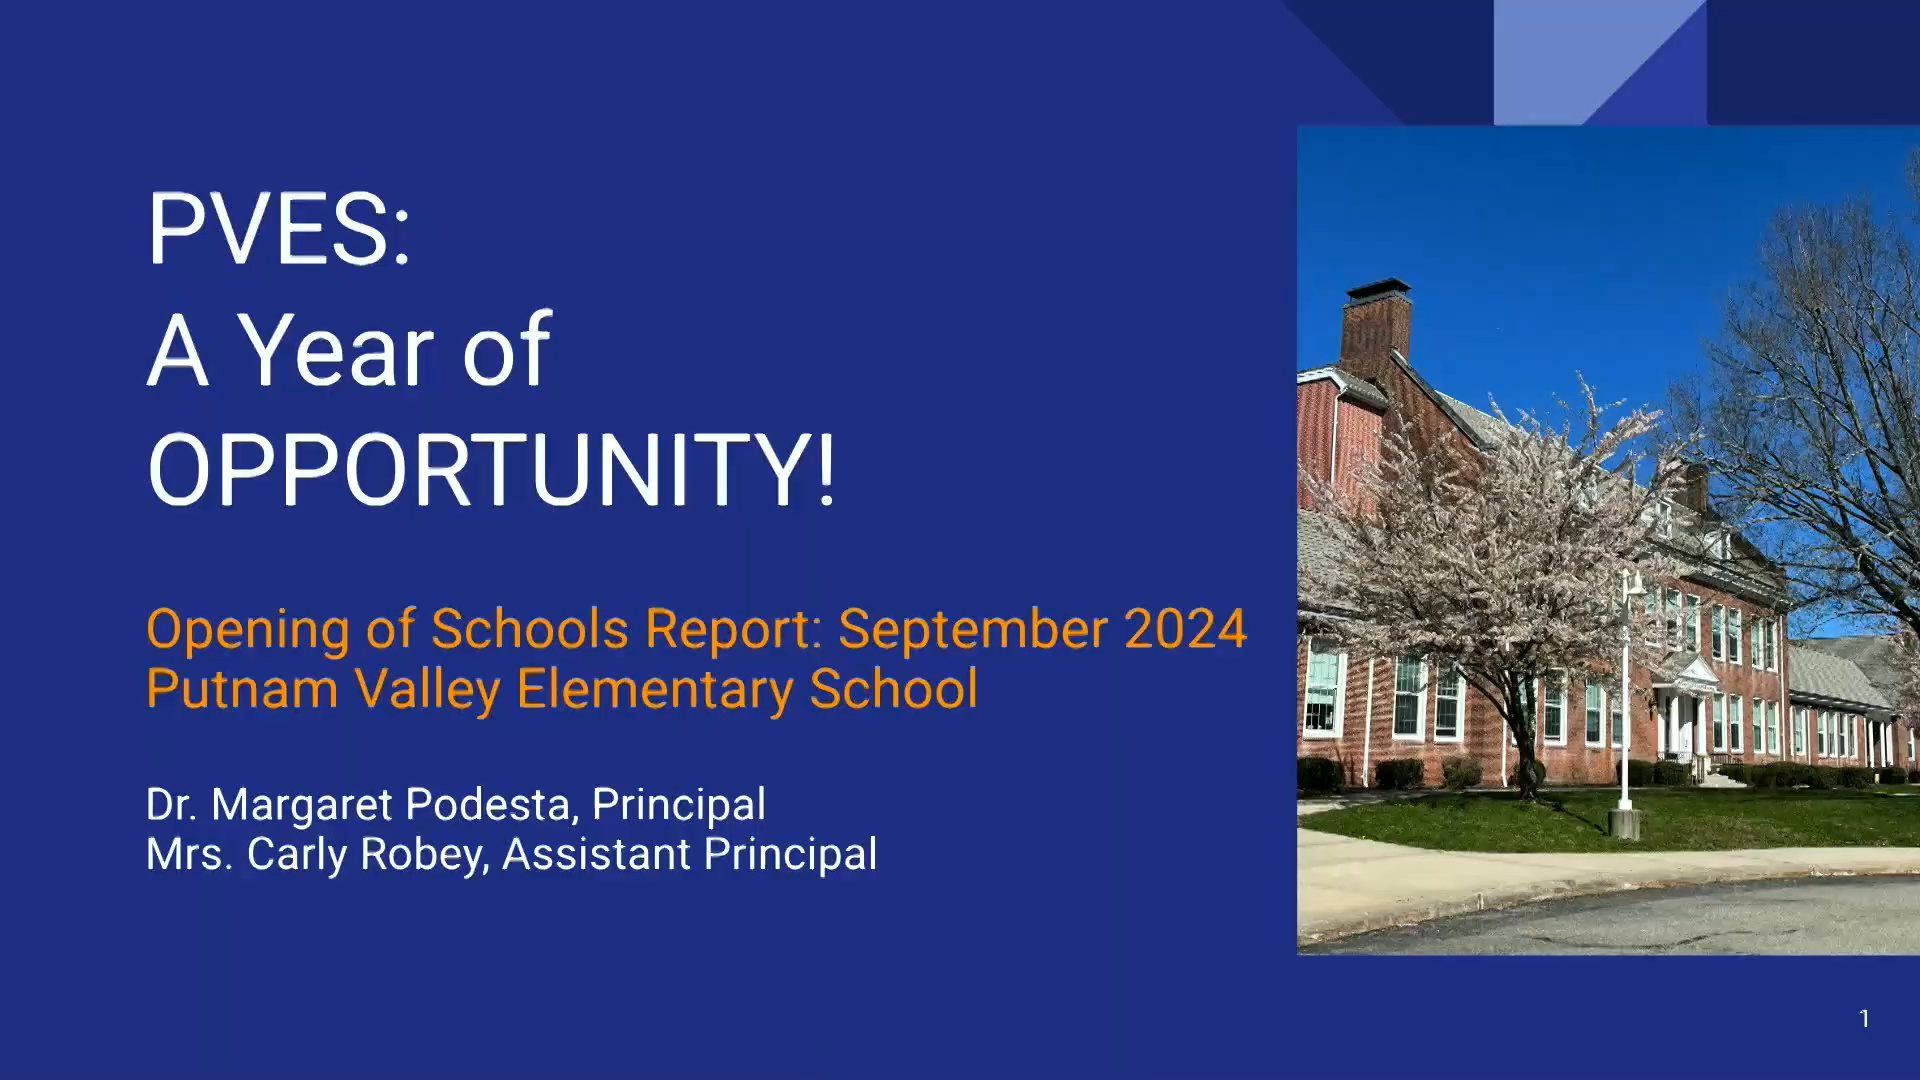 PVES:
A Year of
OPPORTUNITY!
Opening of Schools Report: September 2024
Putnam Valley Elementary School
Dr. Margaret Podesta, Principal
Mrs. Carly Robey, Assistant Principal
1